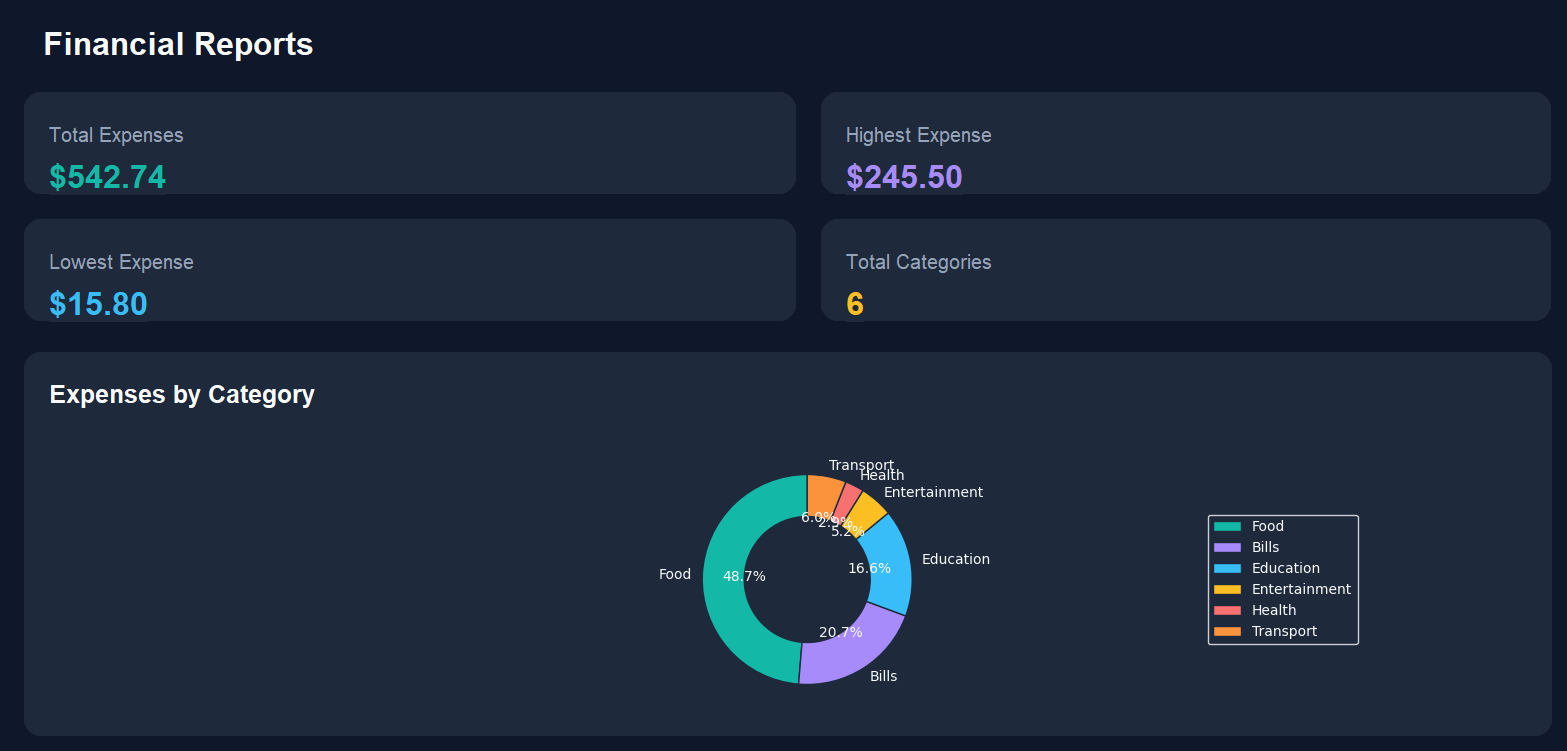 Financial Reports
Total Expenses
$542.74
Highest Expense
$245.50
Lowest Expense
$15.80
Total Categories
6
Expenses by Category
Transport
Health
Entertainment
6.0%
2.9%
5.2%
Education
16.6%
Food
48.7%
20.7%
Bills
Food
Bills
Education
Entertainment
Health
Transport